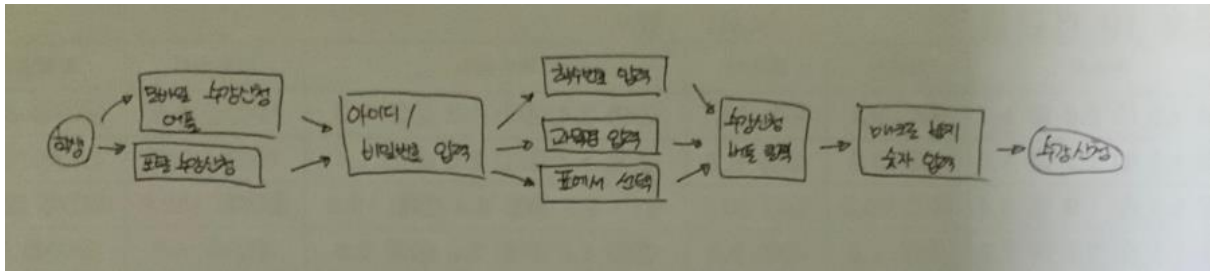 학생
모바일 수강신청
어플
포탈 수강신청
아이디 /
비밀번호 입력
학수번호 입력
과목명 입력
표에서 선택
수강신청
버튼 클릭
매크로 방지
숫자 입력
수강신청